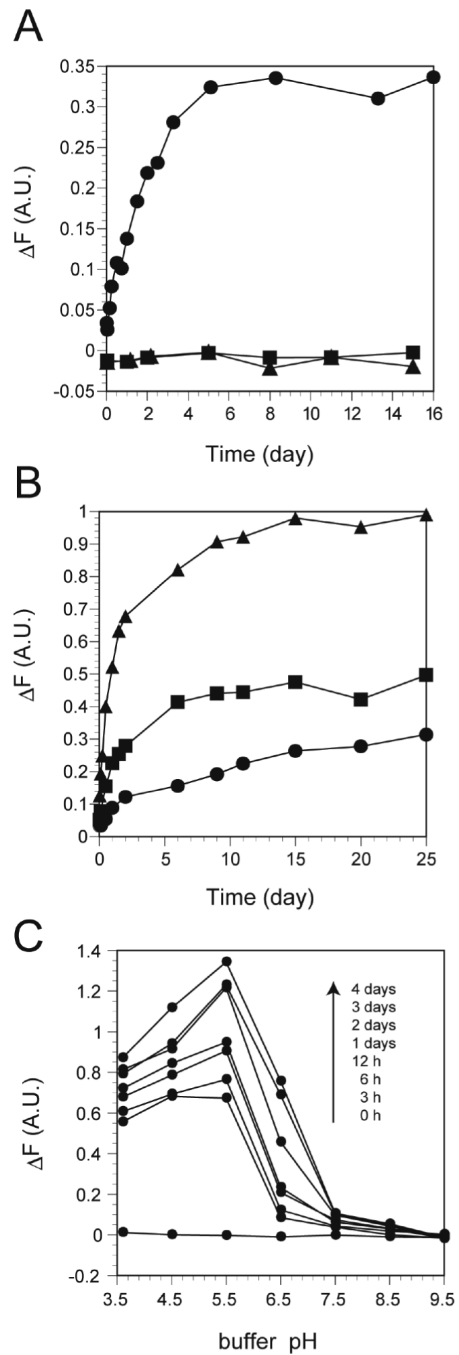 A
0.35
0.3
0.25
0.2
0.15
0.1
0.05
0
-0.05
ΔF (A.U.)
0 2 4 6 8 10 12 14 16
Time (day)
B
1
0.9
0.8
0.7
0.6
0.5
0.4
0.3
0.2
0.1
0
ΔF (A.U.)
0 5 10 15 20 25
Time (day)
C
1.4
1.2
1
0.8
0.6
0.4
0.2
0
-0.2
ΔF (A.U.)
4 days
3 days
2 days
1 days
12 h
6 h
3 h
0 h
3.5 4.5 5.5 6.5 7.5 8.5 9.5
buffer pH